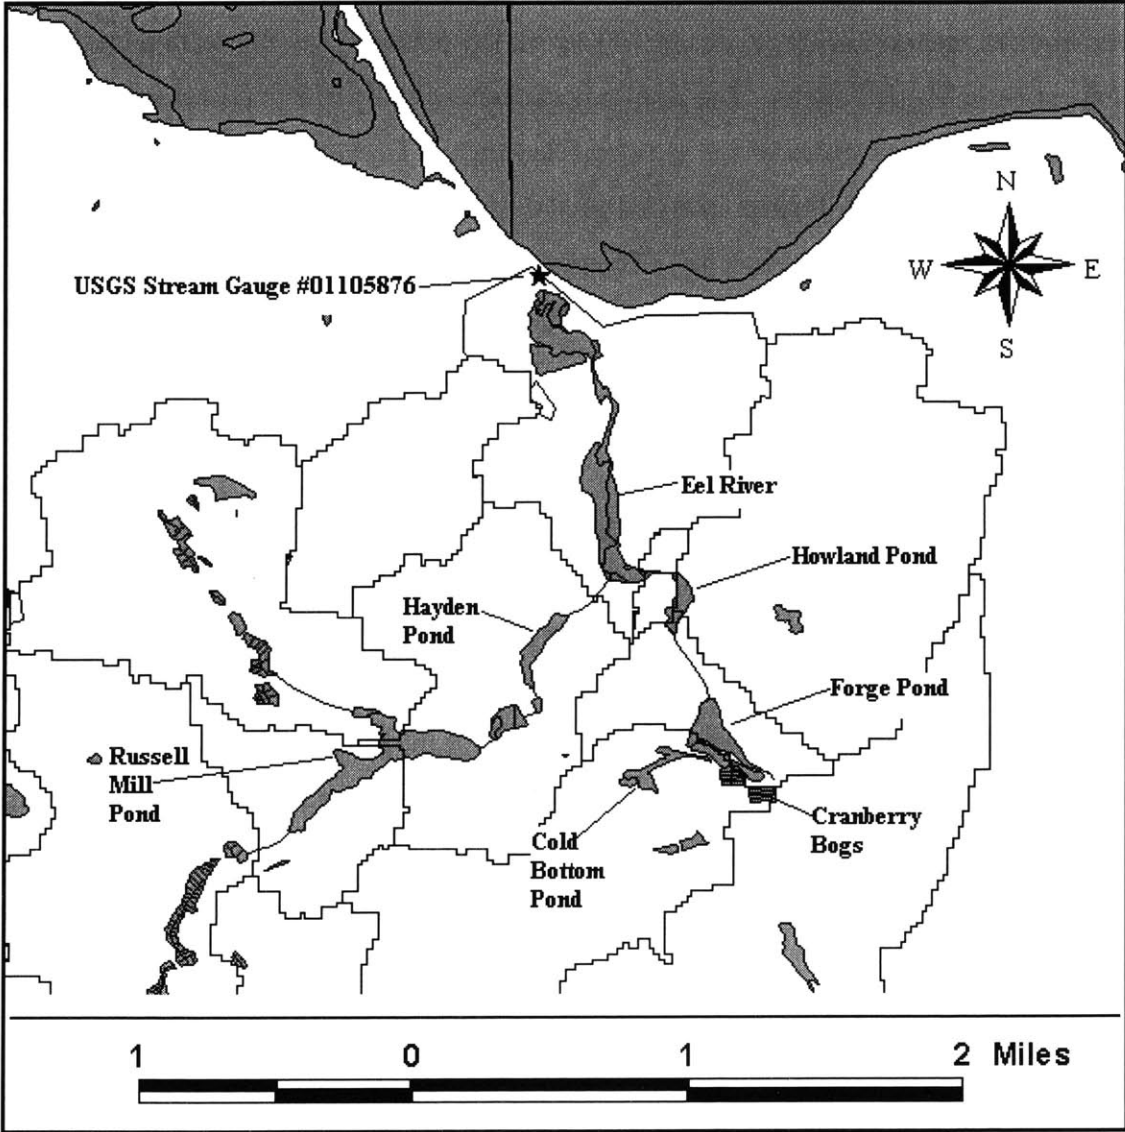 N
USGS Stream Gauge #01105876
W
E
S
Eel River
Howland Pond
Hayden
Pond
Forge Pond
Russell
Mill
Pond
Cranberry
Bogs
Cold
Bottom
Pond
1 0 1 2 Miles